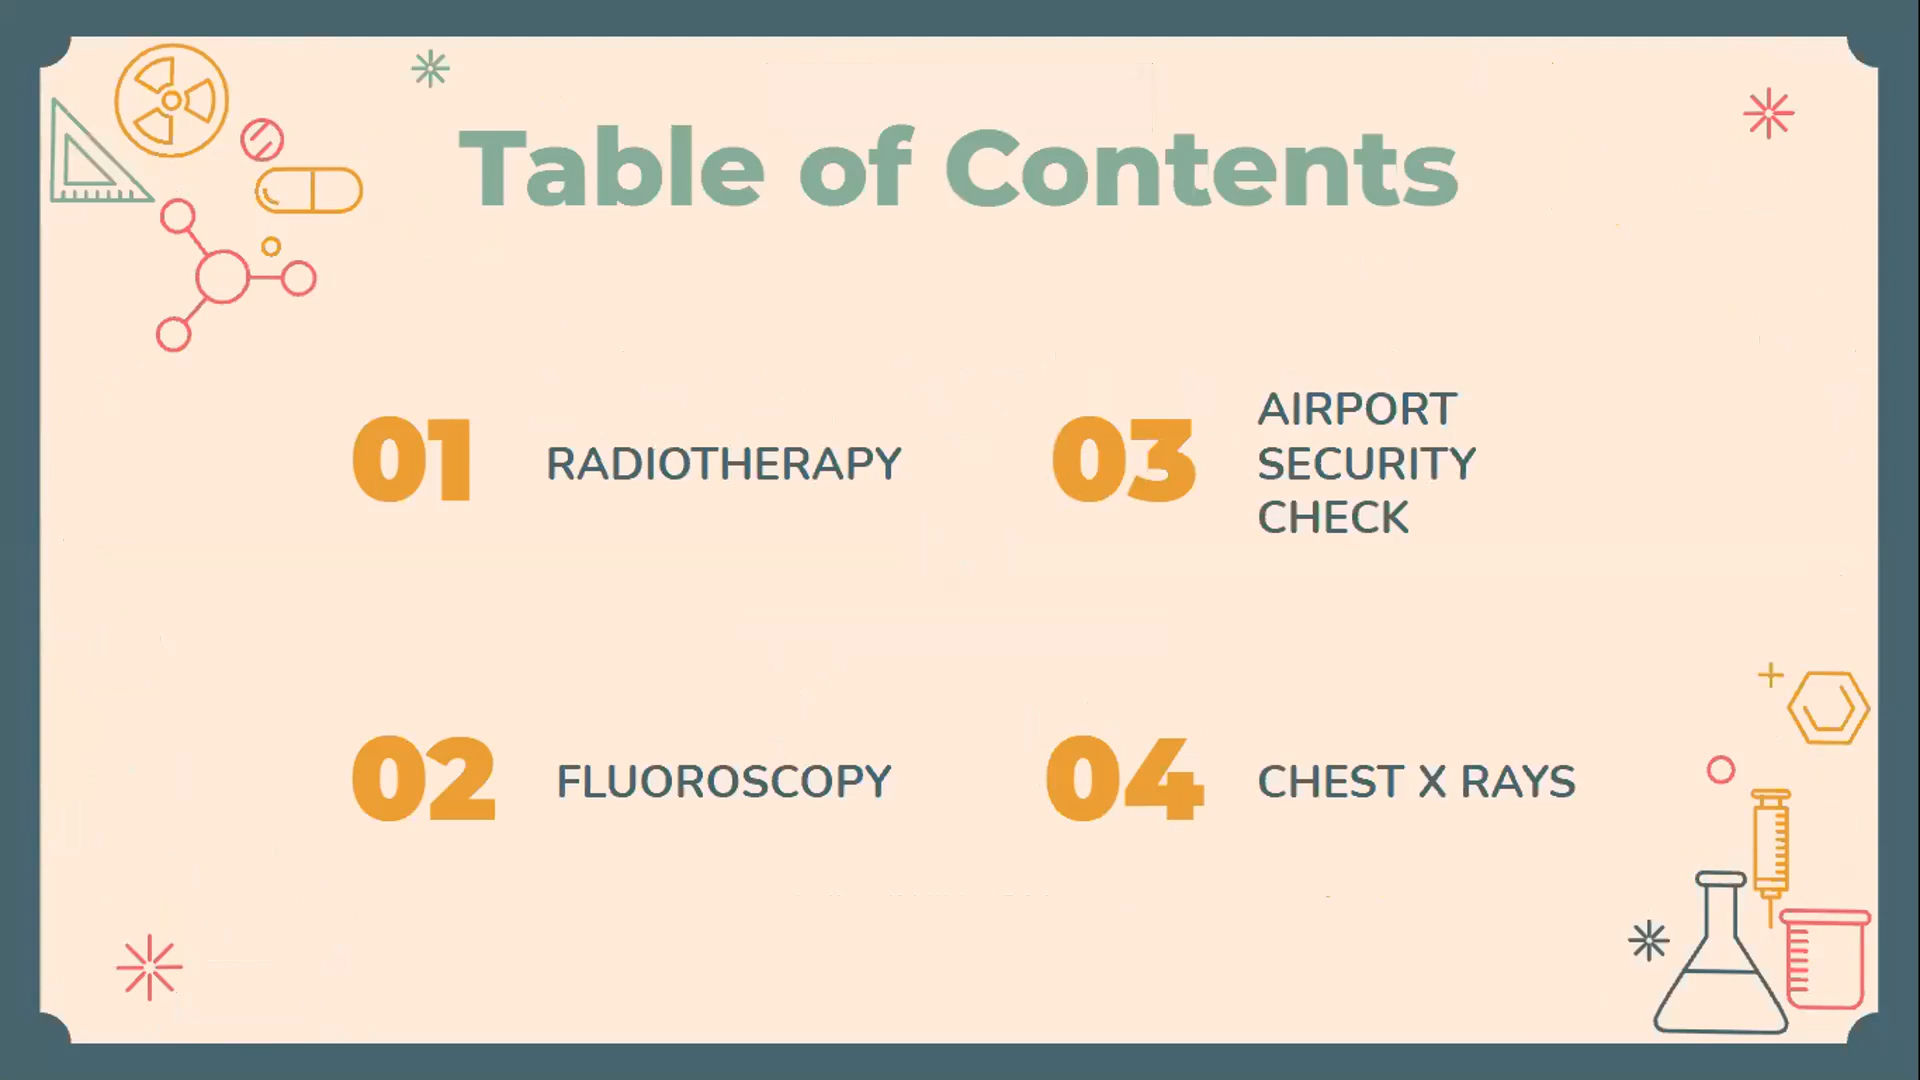 Table of Contents
01
RADIOTHERAPY
02
FLUOROSCOPY
03
AIRPORT
SECURITY
CHECK
04
CHEST X RAYS